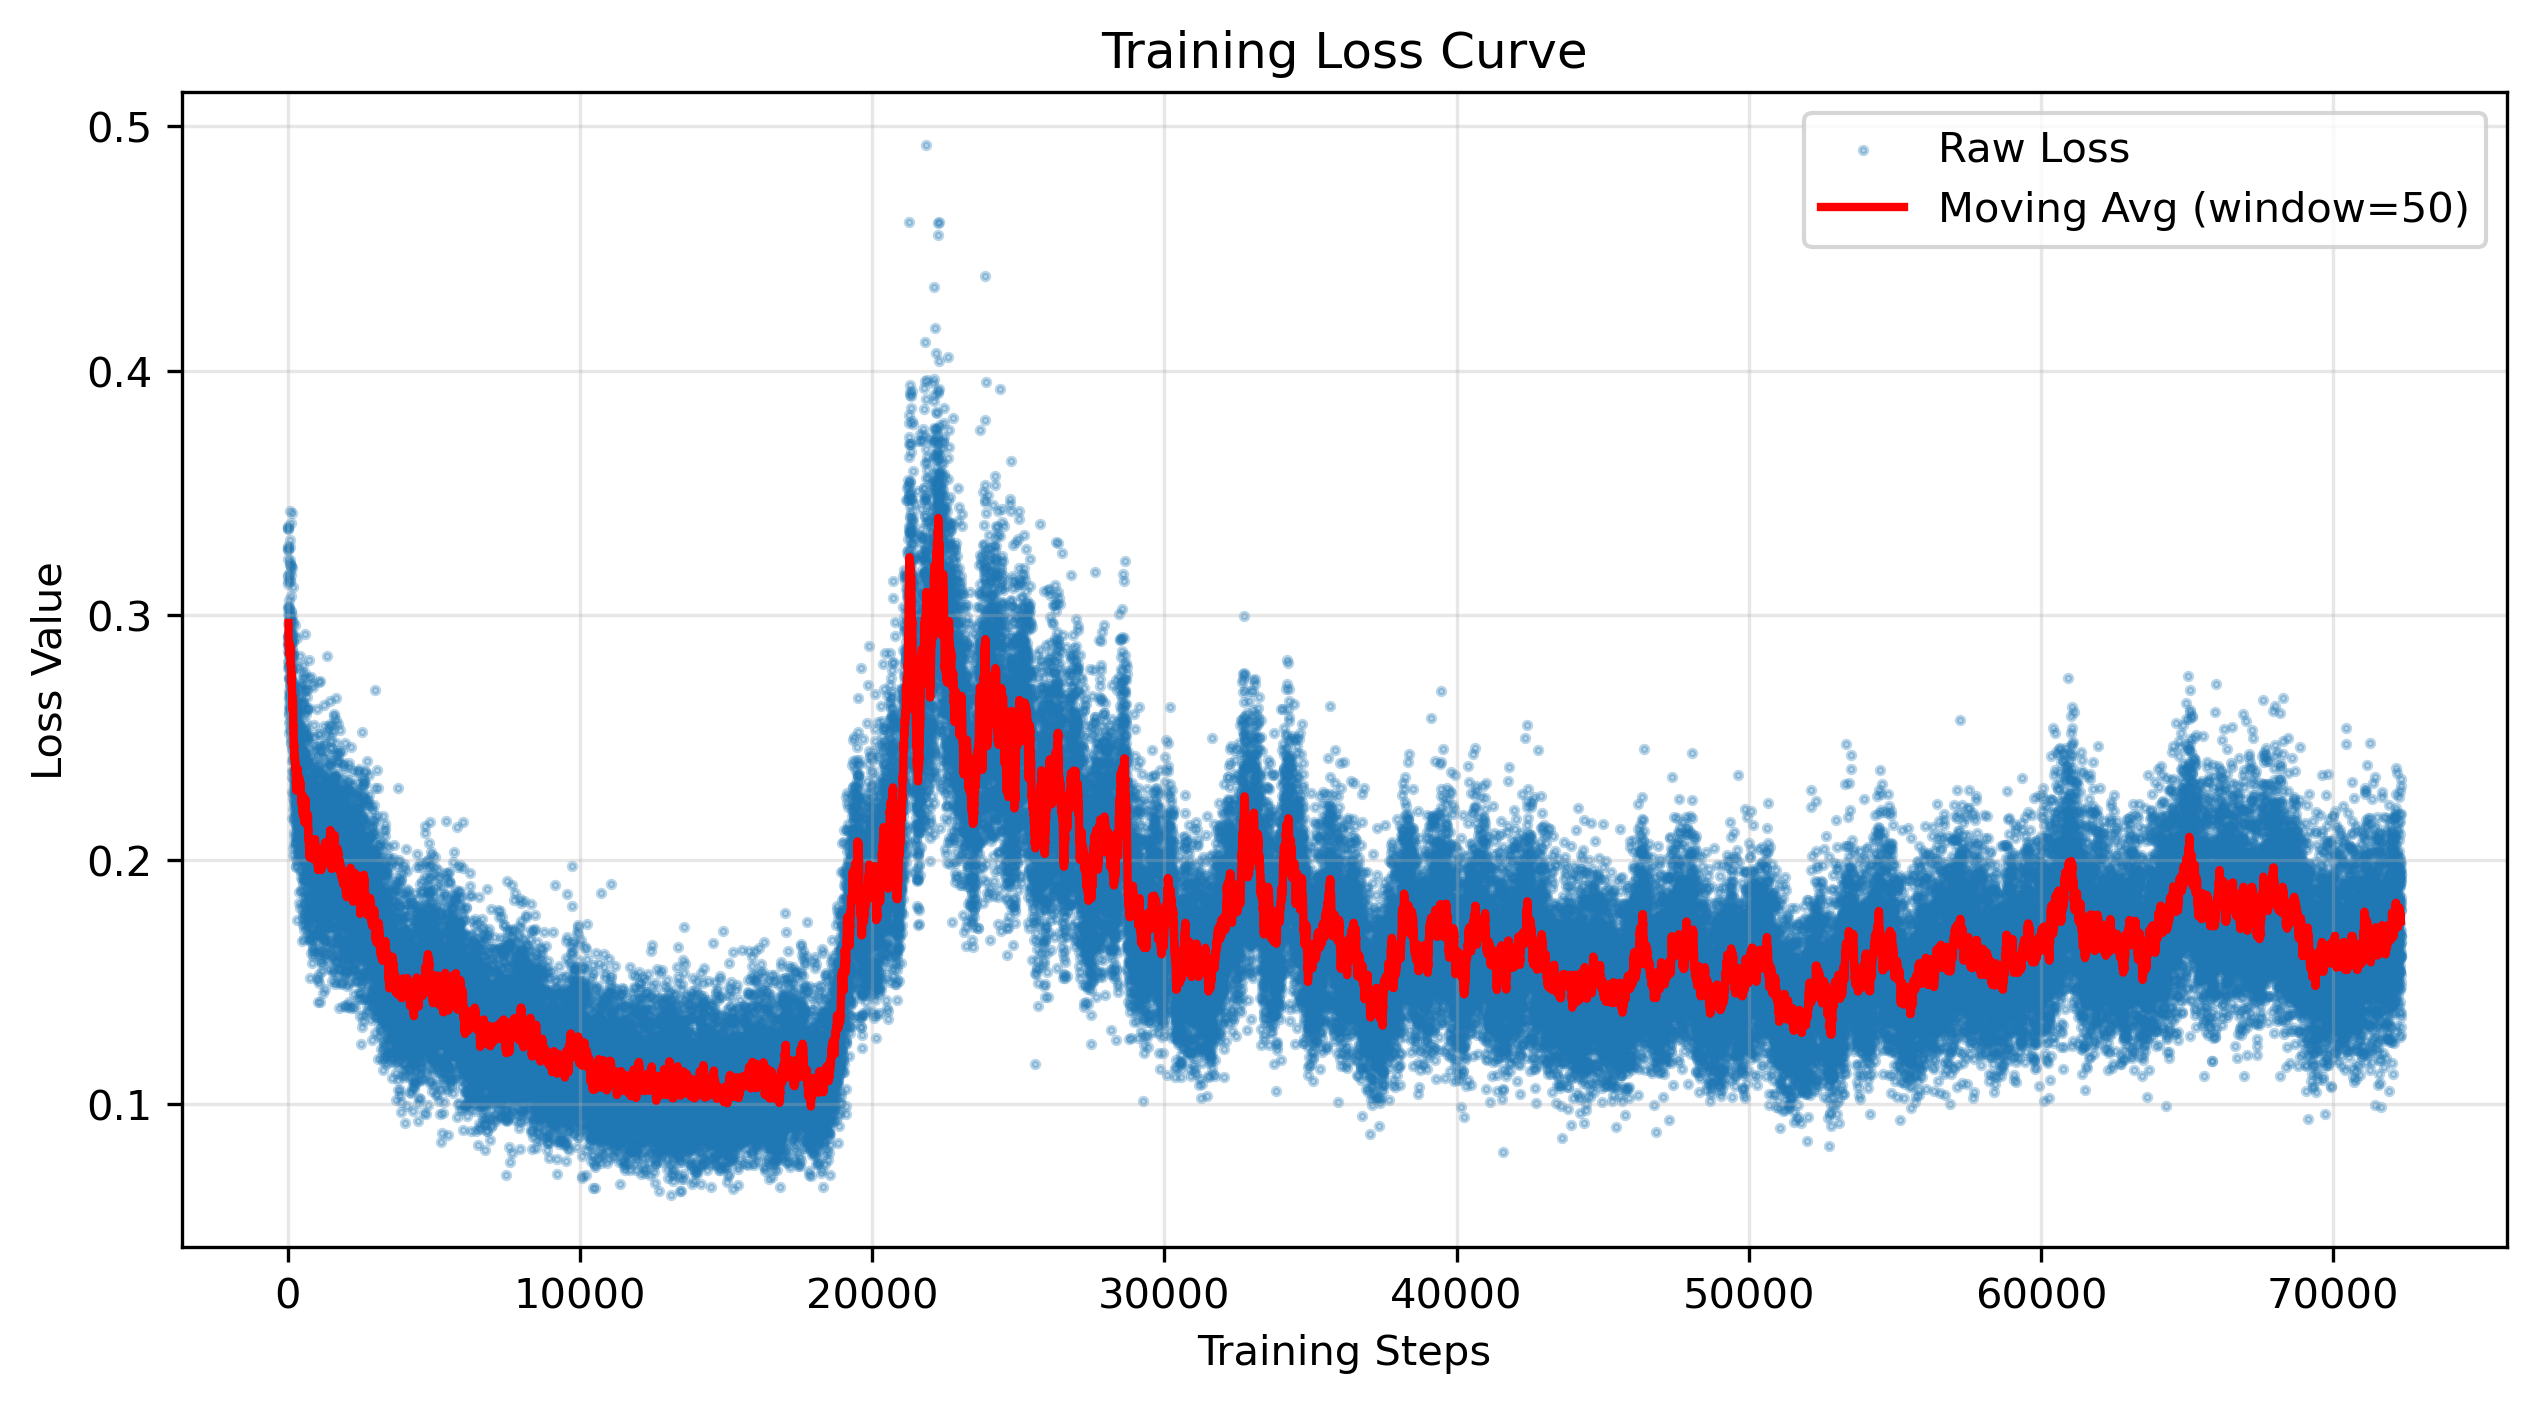 Training Loss Curve
Raw Loss
Moving Avg (window=50)
Loss Value
0.5
0.4
0.3
0.2
0.1
0 10000 20000 30000 40000 50000 60000 70000
Training Steps